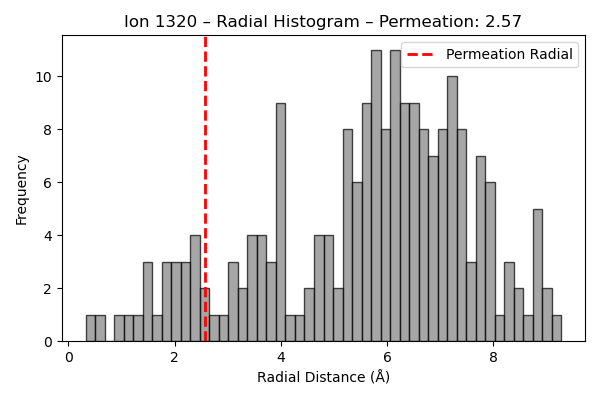 Ion 1320 – Radial Histogram – Permeation: 2.57
Permeation Radial
10
8
6
4
2
0
Frequency
0 2 4 6 8
Radial Distance (Å)